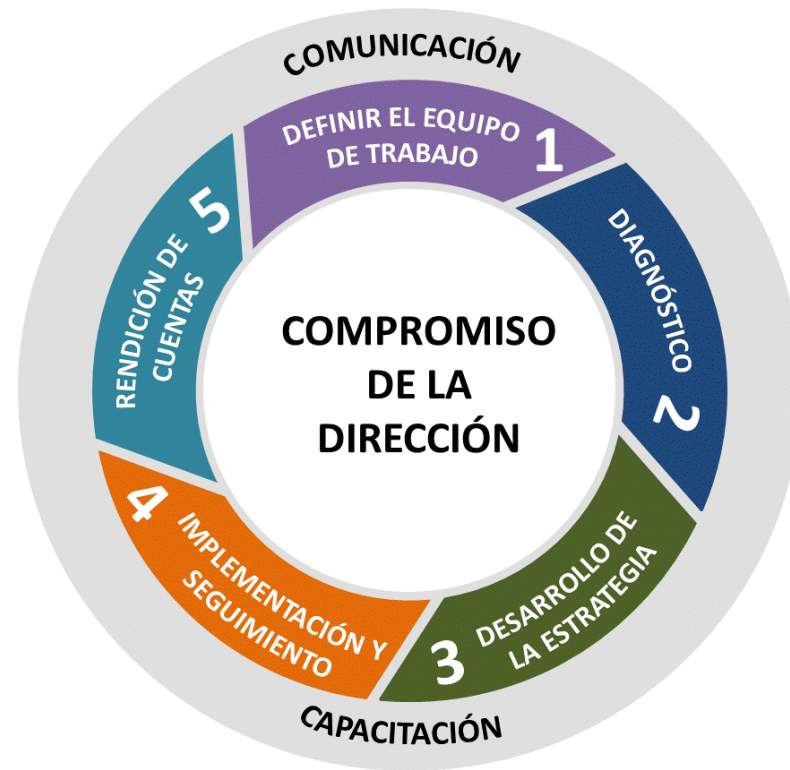 COMUNICACIÓN
DEFINIR EL EQUIPO
DE TRABAJO
1
DIAGNÓSTICO
2
DESARROLLO DE
LA ESTRATEGIA
3
IMPLEMENTACIÓN Y
SEGUIMIENTO
4
RENDICIÓN DE
CUENTAS
5
COMPROMISO
DE LA
DIRECCIÓN
CAPACITACIÓN